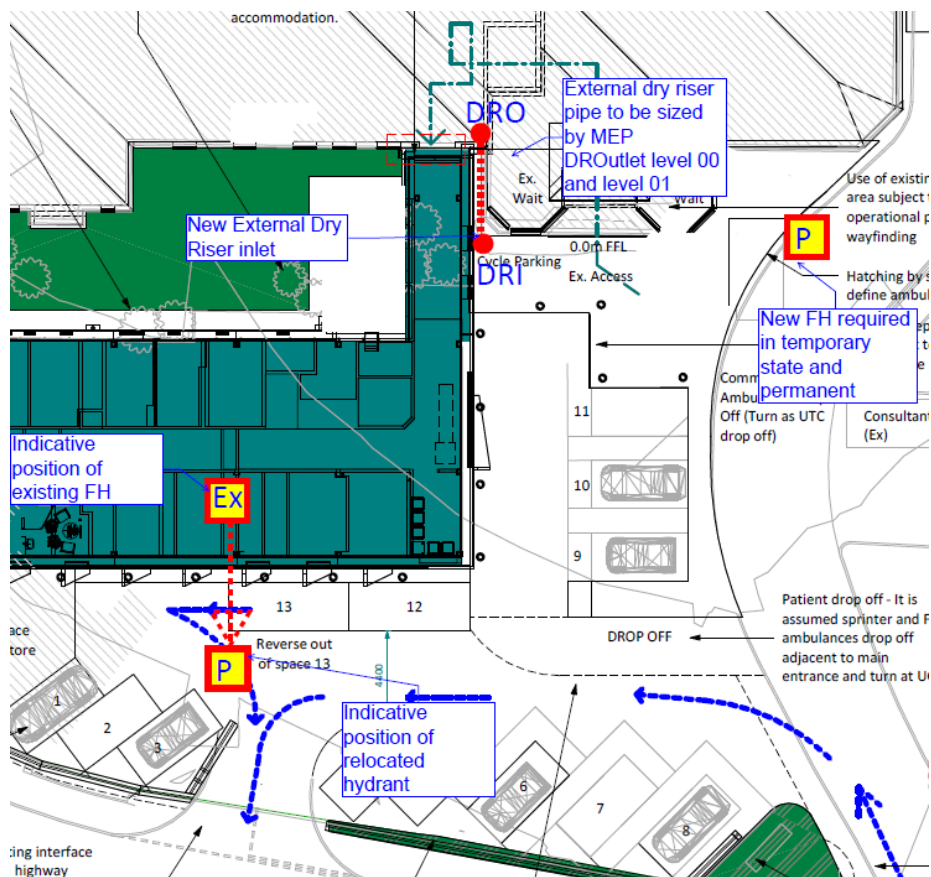 accommodation.
DRO
External dry riser
pipe to be sized
by MEP
DROutlet level 00
and level 01
Ex.
Wait
Wait
Use of existin
area subject t
operational p
wayfinding
P
New External Dry
Riser inlet
Cycle Parking
0.0m FFL
DRI
Ex. Access
Hatching by s
define ambul
New FH required
in temporary
state and
permanent
ep
t to
e
Comm
Ambu
Off (Turn as UTC
drop off)
Consultan
(Ex)
11
10
9
Indicative
position of
existing FH
Ex
13
12
Reverse out
of space 13
P
4400
DROP OFF
Patient drop off - It is
assumed sprinter and F
ambulances drop off
adjacent to main
entrance and turn at UC
ace
tore
1
2
3
Indicative
position of
relocated
hydrant
6
7
8
ting interface
highway